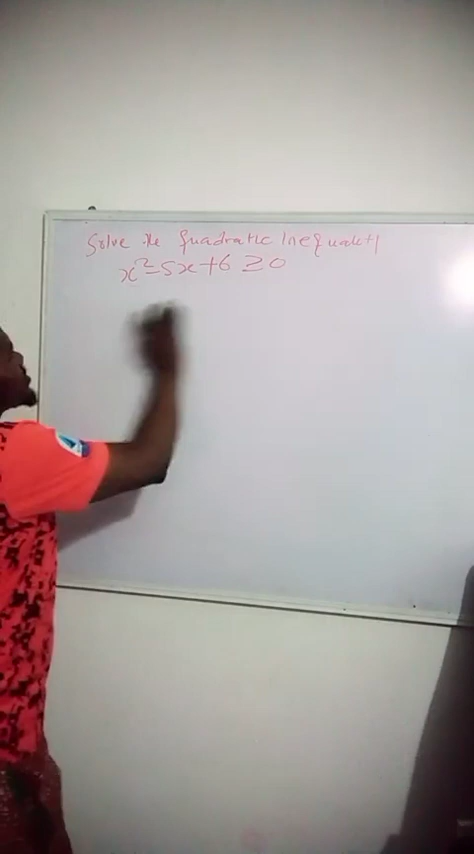 Solve the Quadratic Inequality
x²-5x+6 ≥0